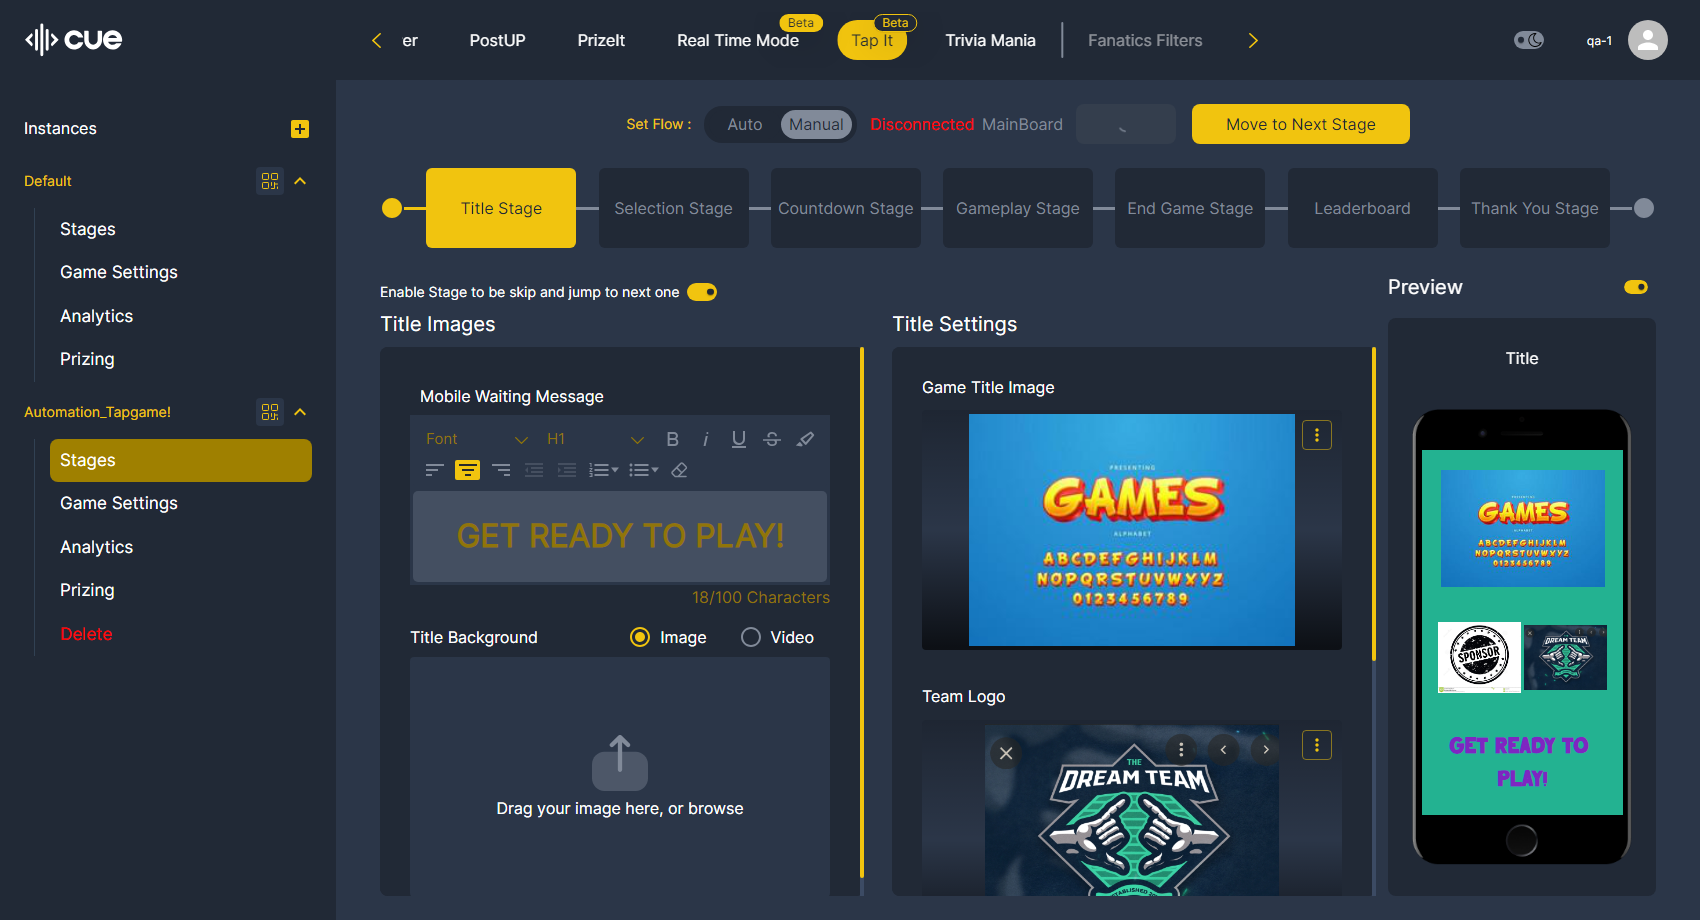 cue
er
PostUP
PrizeIt
Beta
Real Time Mode
Beta
Tap It
Trivia Mania
Fanatics Filters
qa-1
Instances
Default
Stages
Game Settings
Analytics
Prizing
Automation_Tapgame!
Stages
Game Settings
Analytics
Prizing
Delete
Set Flow :
Auto
Manual
Disconnected MainBoard
Move to Next Stage
Title Stage
Selection Stage
Countdown Stage
Gameplay Stage
End Game Stage
Leaderboard
Thank You Stage
Enable Stage to be skip and jump to next one
Title Images
Mobile Waiting Message
Font
H1
B
i
U
S
GET READY TO PLAY!
18/100 Characters
Title Background
Image
Video
Drag your image here, or browse
Title Settings
Game Title Image
PRESENTING
GAMES
ALPHABET
ABCDEFGHIJKLM
NOPQRSTUVWXYZ
0123456789
Team Logo
THE
DREAM TEAM
Preview
Title
PRESENTING
GAMES
ALPHABET
ABCDEFGHIJKLM
NOPQRSTUVWXYZ
0123456789
SPONSOR
DREAM TEAM
GET READY TO
PLAY!